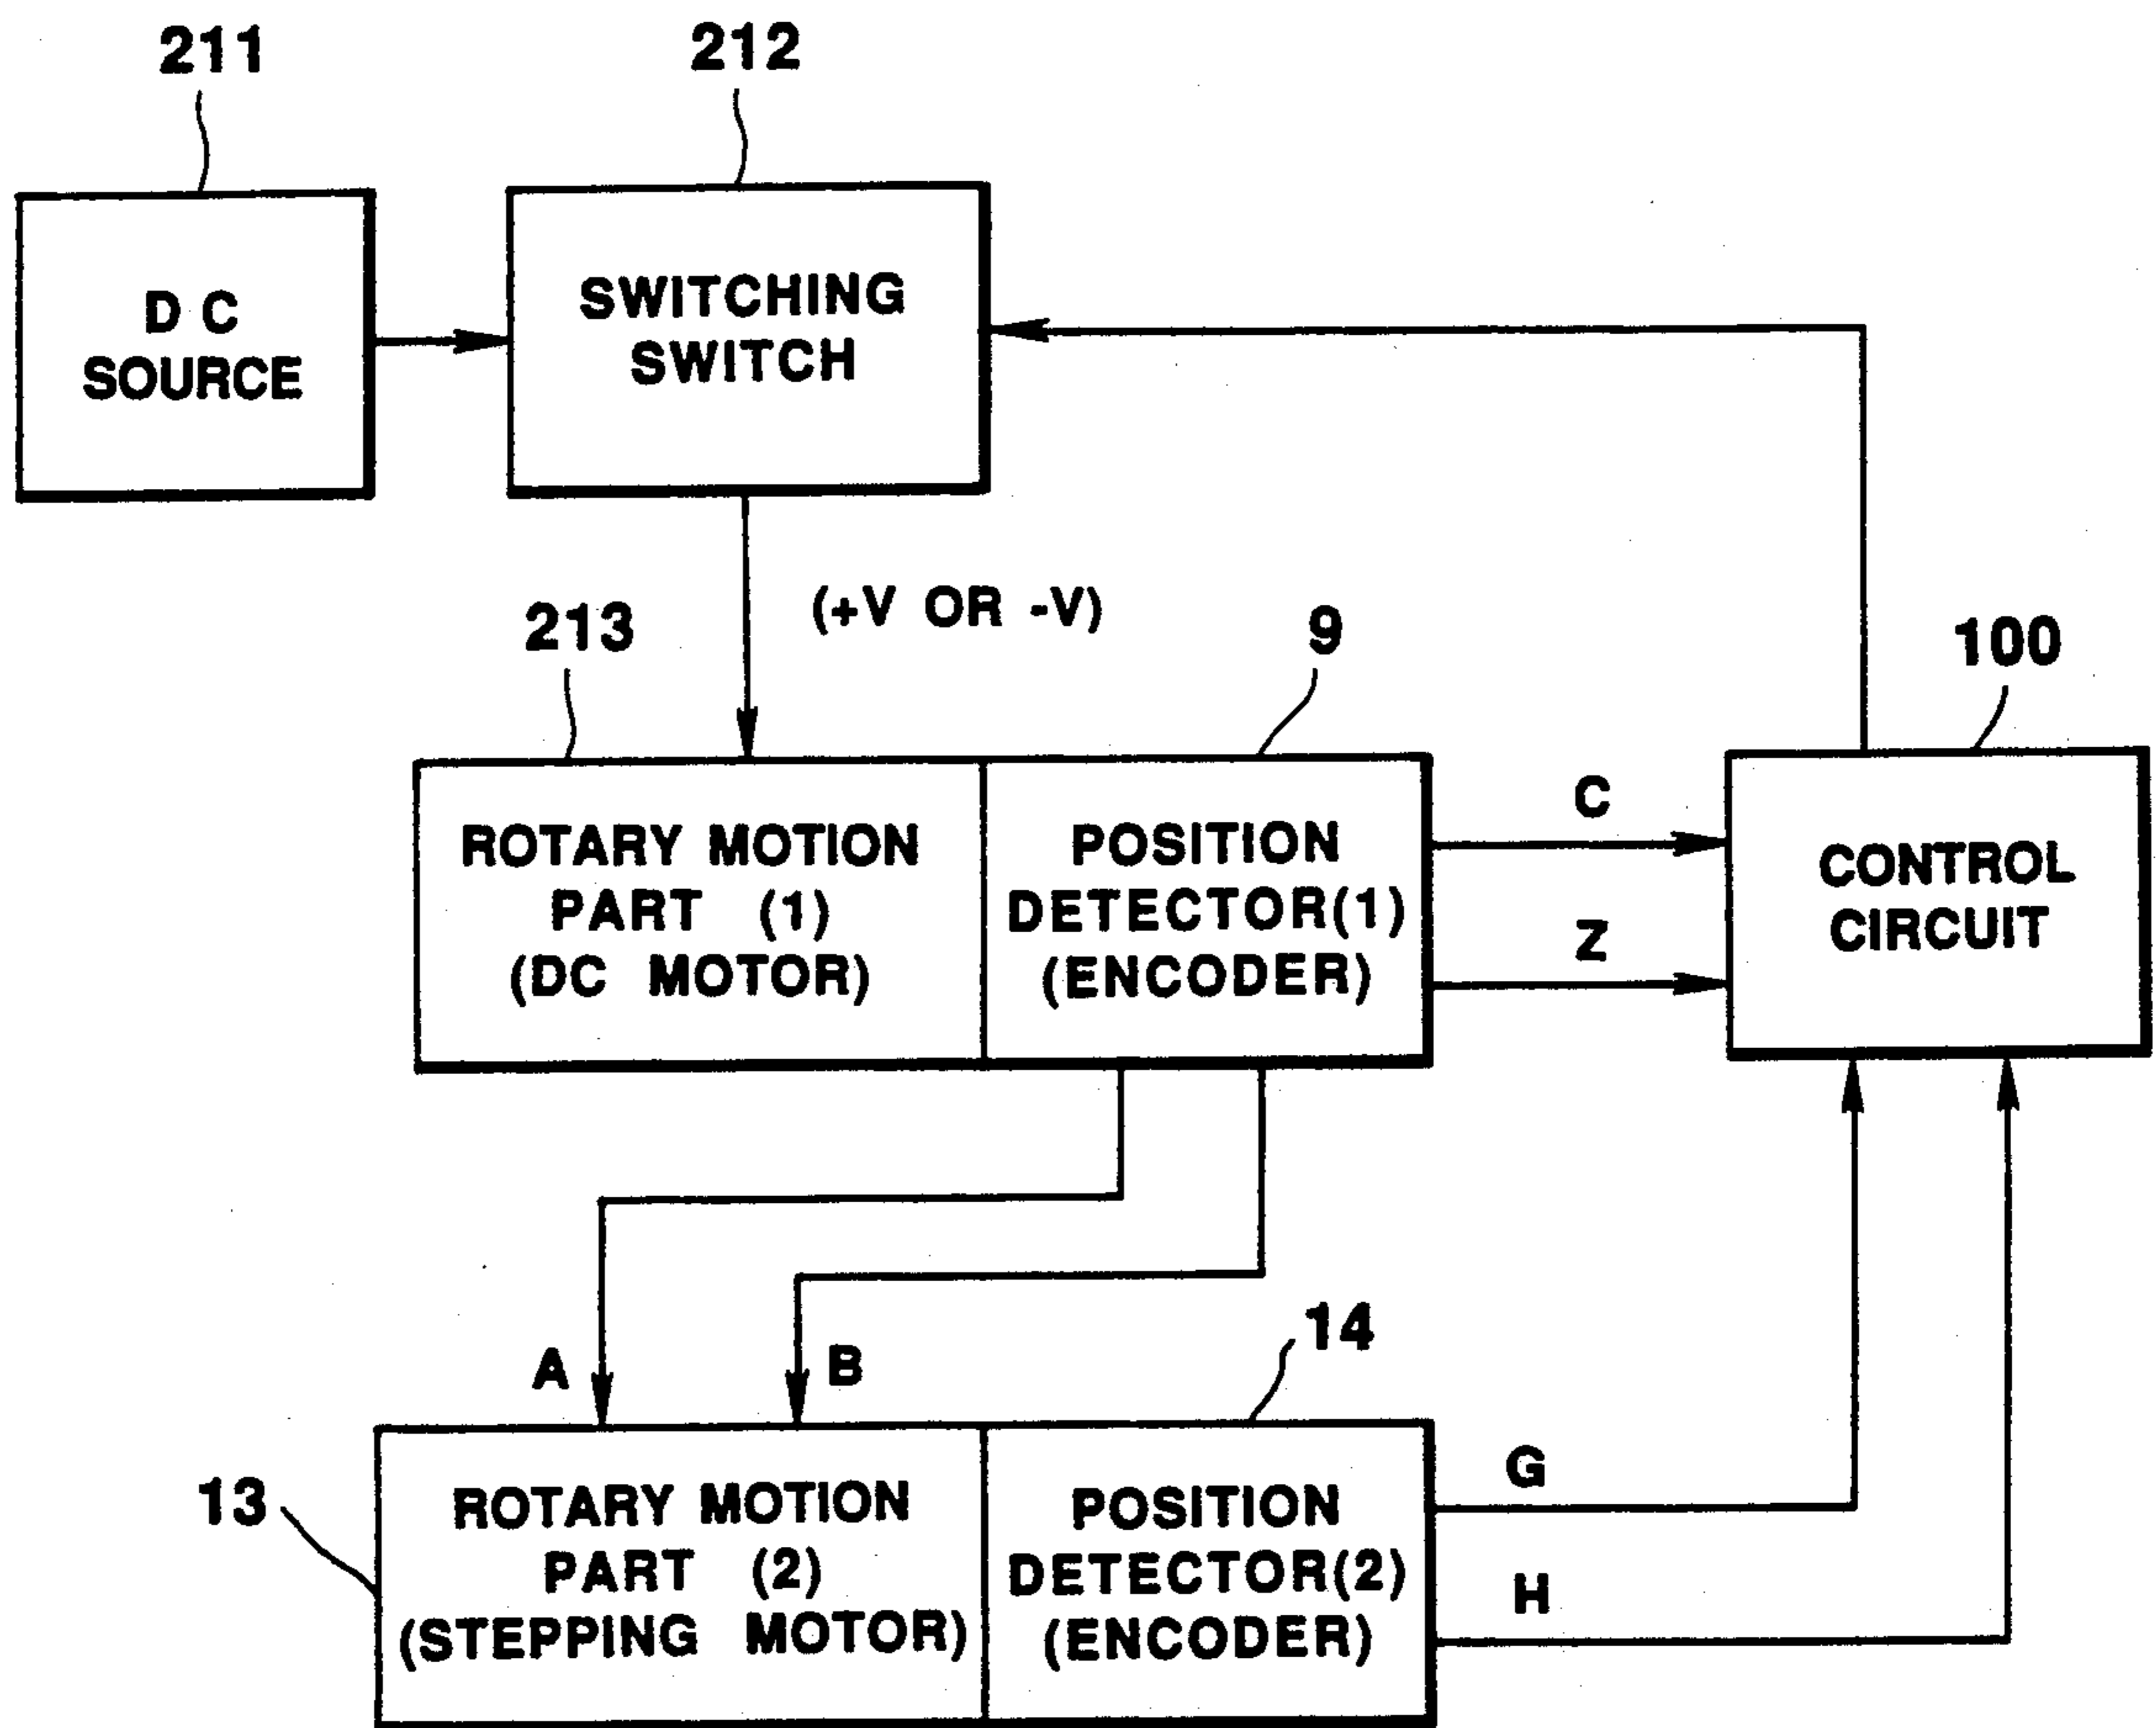 211
212
D C
SOURCE
SWITCHING
SWITCH
(+V OR -V)
213
9
100
ROTARY MOTION
PART (1)
(DC MOTOR)
POSITION
DETECTOR(1)
(ENCODER)
C
Z
CONTROL
CIRCUIT
A
B
14
13
ROTARY MOTION
PART (2)
(STEPPING MOTOR)
POSITION
DETECTOR(2)
(ENCODER)
G
H